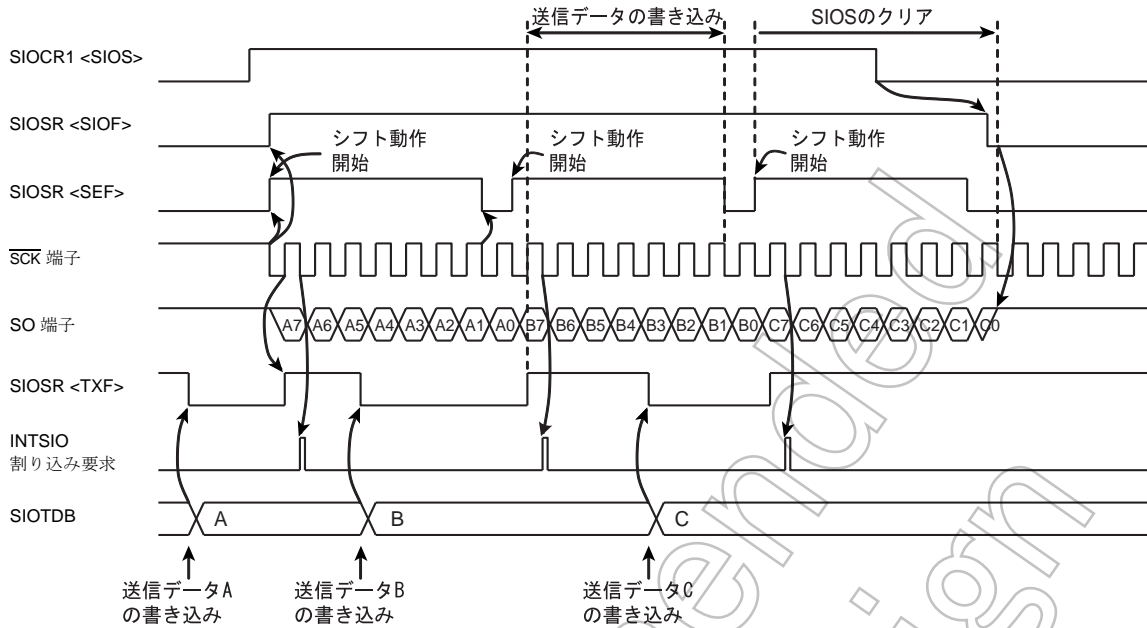 送信データの書き込み
SIOSのクリア
SIOCR1 <SIOS>
SIOSR <SIOF>
シフト動作
開始
シフト動作
開始
シフト動作
開始
SIOSR <SEF>
SCK 端子
SO 端子
A7 A6 A5 A4 A3 A2 A1 A0 B7 B6 B5 B4 B3 B2 B1 B0 C7 C6 C5 C4 C3 C2 C1 C0
SIOSR <TXF>
INTSIO
割り込み要求
SIOTDB
A
B
C
送信データA
の書き込み
送信データB
の書き込み
送信データC
の書き込み